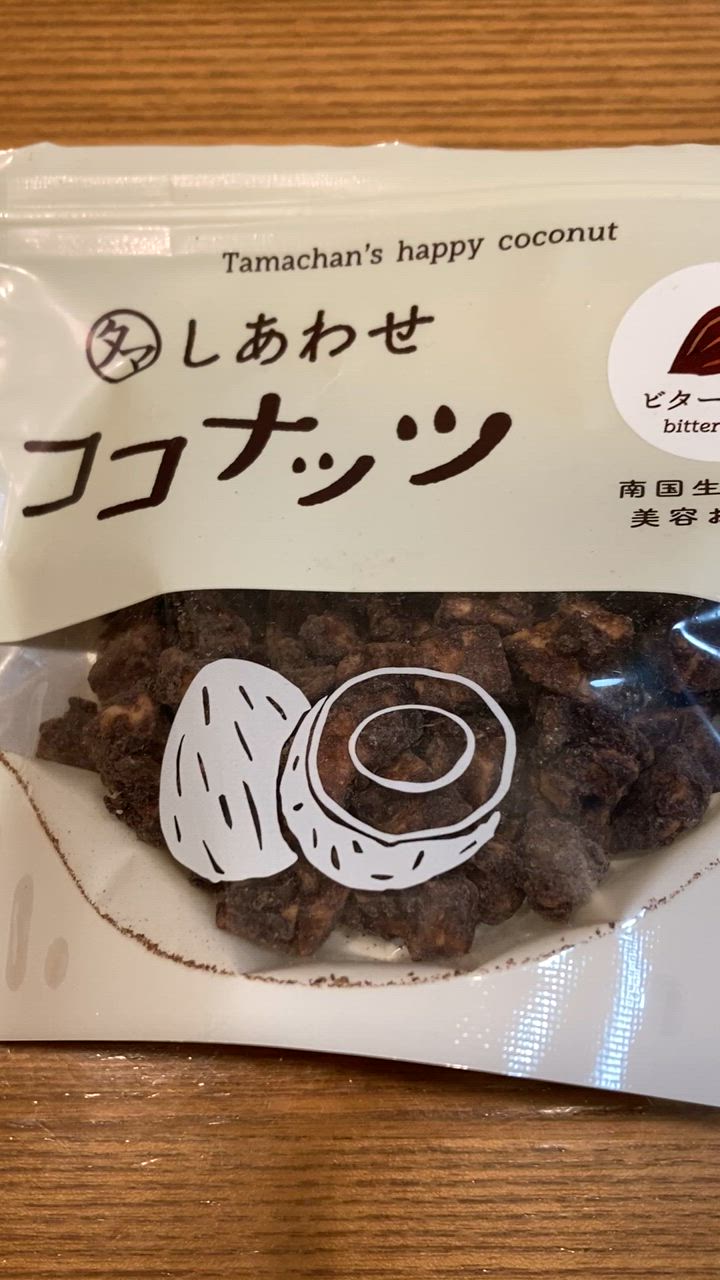 Tamachan's happy coconut
タマ しあわせ
ココナッツ
ビター
bitter
南国生
美容お